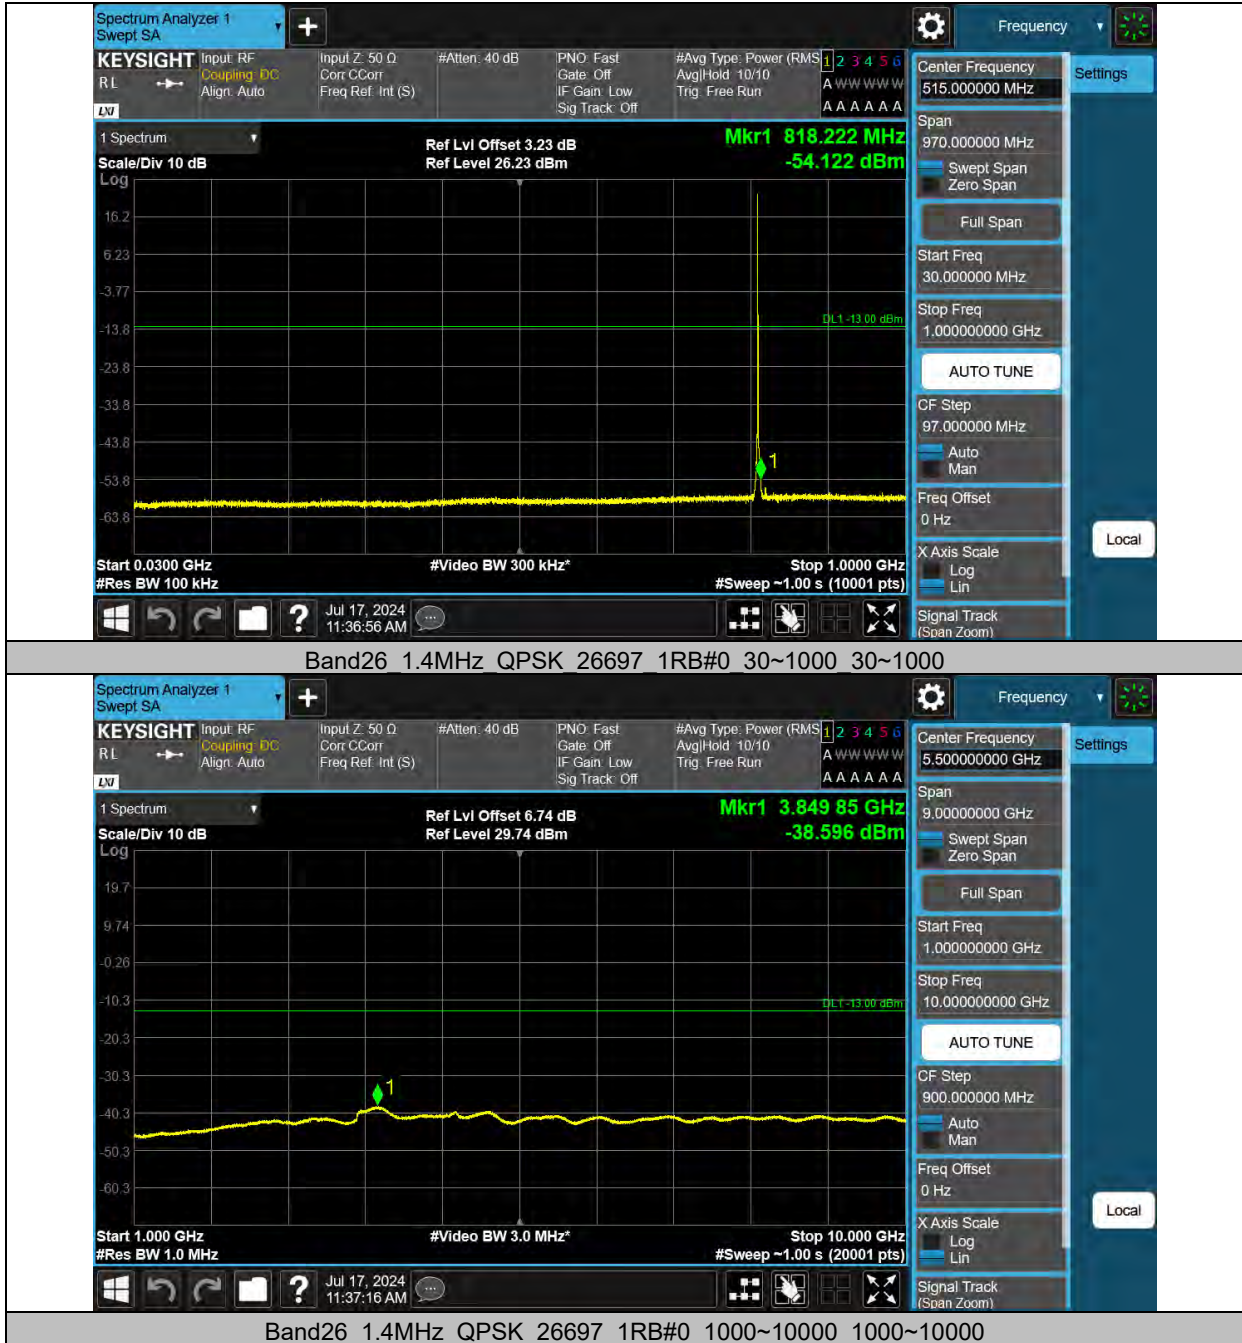 Spectrum Analyzer 1
Swept SA
Frequency
KEYSIGHT
RL
LXI
Input: RF
Coupling: DC
Align: Auto
Input Z: 50 Ω
Corr CCorr
Freq Ref: Int (S)
#Atten: 40 dB
PNO: Fast
Gate: Off
IF Gain: Low
Sig Track: Off
#Avg Type: Power (RMS
Avg|Hold: 10/10
Trig: Free Run
1 2 3 4 5 6
A W W W W W
A A A A A A
1 Spectrum
Scale/Div 10 dB
Log
Ref Lvl Offset 3.23 dB
Ref Level 26.23 dBm
Mkr1 818.222 MHz
-54.122 dBm
16.2
6.23
-3.77
-13.8
-23.8
-33.8
-43.8
-53.8
-63.8
DL1 -13.00 dBm
1
Start 0.0300 GHz
#Res BW 100 kHz
#Video BW 300 kHz*
Stop 1.0000 GHz
#Sweep ~1.00 s (10001 pts)
Jul 17, 2024
11:36:56 AM
Center Frequency
515.000000 MHz
Span
970.000000 MHz
Swept Span
Zero Span
Full Span
Start Freq
30.000000 MHz
Stop Freq
1.000000000 GHz
AUTO TUNE
CF Step
97.000000 MHz
Auto
Man
Freq Offset
0 Hz
X Axis Scale
Log
Lin
Signal Track
(Span Zoom)
Settings
Local
Band26_1.4MHz_QPSK_26697_1RB#0_30~1000_30~1000
Spectrum Analyzer 1
Swept SA
Frequency
KEYSIGHT
RL
LXI
Input: RF
Coupling: DC
Align: Auto
Input Z: 50 Ω
Corr CCorr
Freq Ref: Int (S)
#Atten: 40 dB
PNO: Fast
Gate: Off
IF Gain: Low
Sig Track: Off
#Avg Type: Power (RMS
Avg|Hold: 10/10
Trig: Free Run
1 2 3 4 5 6
A W W W W W
A A A A A A
1 Spectrum
Scale/Div 10 dB
Log
Ref Lvl Offset 6.74 dB
Ref Level 29.74 dBm
Mkr1 3.849 85 GHz
-38.596 dBm
19.7
9.74
-0.26
-10.3
-20.3
-30.3
-40.3
-50.3
-60.3
DL1 -13.00 dBm
1
Start 1.000 GHz
#Res BW 1.0 MHz
#Video BW 3.0 MHz*
Stop 10.000 GHz
#Sweep ~1.00 s (20001 pts)
Jul 17, 2024
11:37:16 AM
Center Frequency
5.500000000 GHz
Span
9.00000000 GHz
Swept Span
Zero Span
Full Span
Start Freq
1.000000000 GHz
Stop Freq
10.000000000 GHz
AUTO TUNE
CF Step
900.000000 MHz
Auto
Man
Freq Offset
0 Hz
X Axis Scale
Log
Lin
Signal Track
(Span Zoom)
Settings
Local
Band26_1.4MHz_QPSK_26697_1RB#0_1000~10000_1000~10000